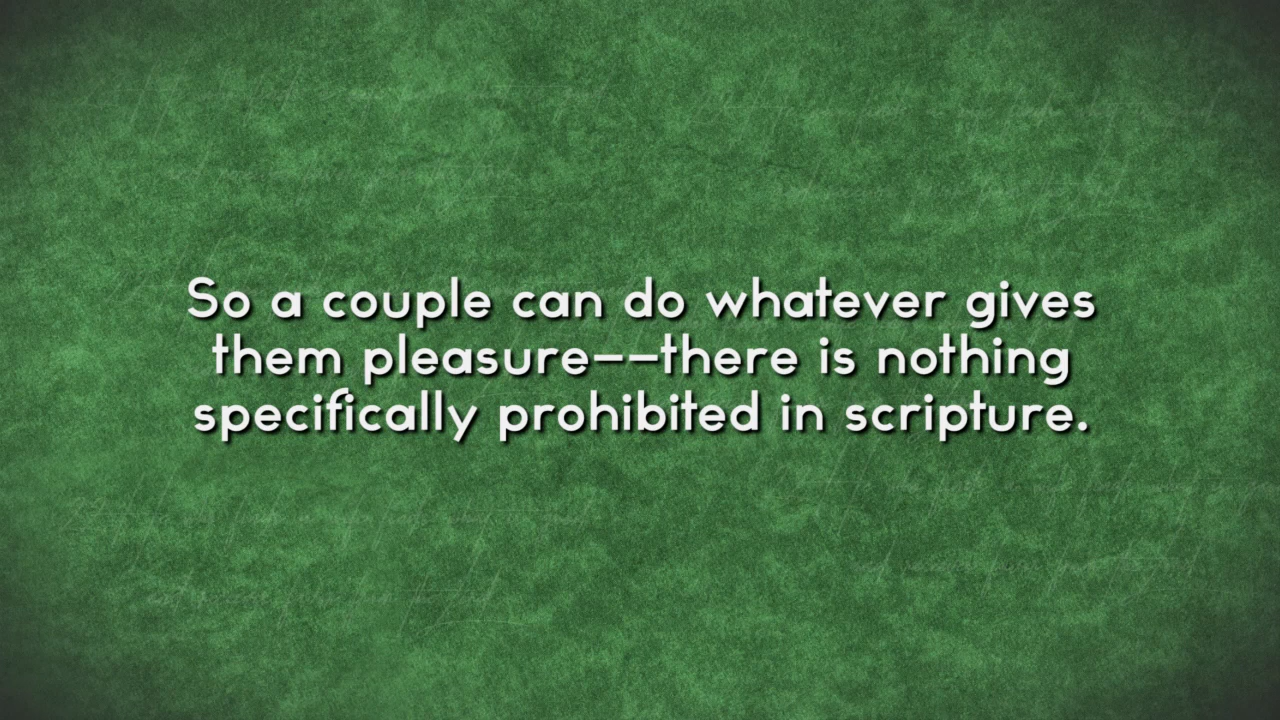 So a couple can do whatever gives
them pleasure--there is nothing
specifically prohibited in scripture.